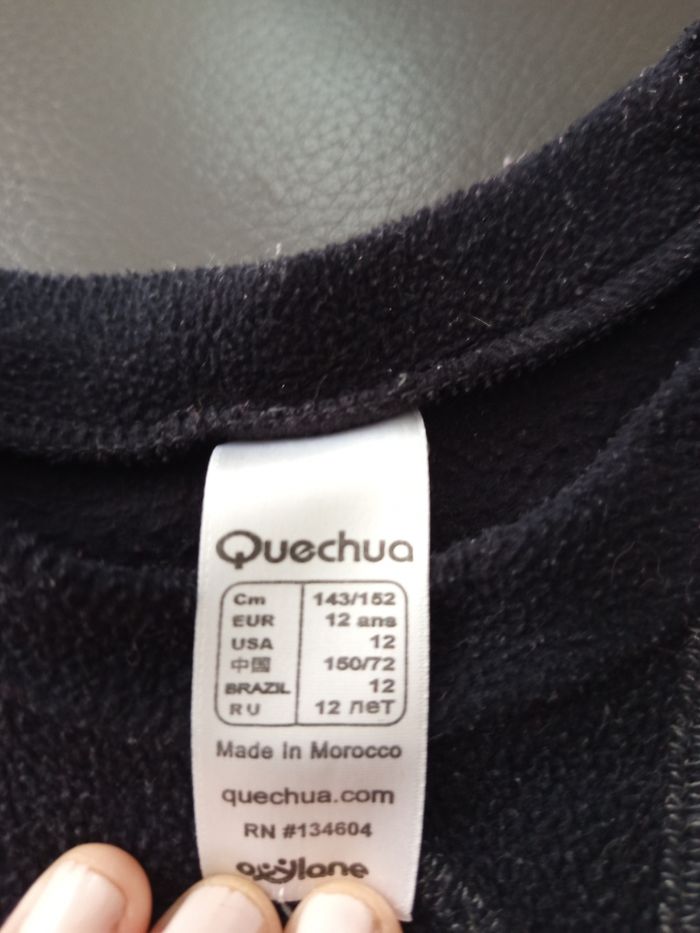 Quechua
Cm 143/152
EUR 12 ans
USA 12
中国 150/72
BRAZIL 12
RU 12 лет
Made In Morocco
quechua.com
RN #134604
oxylane